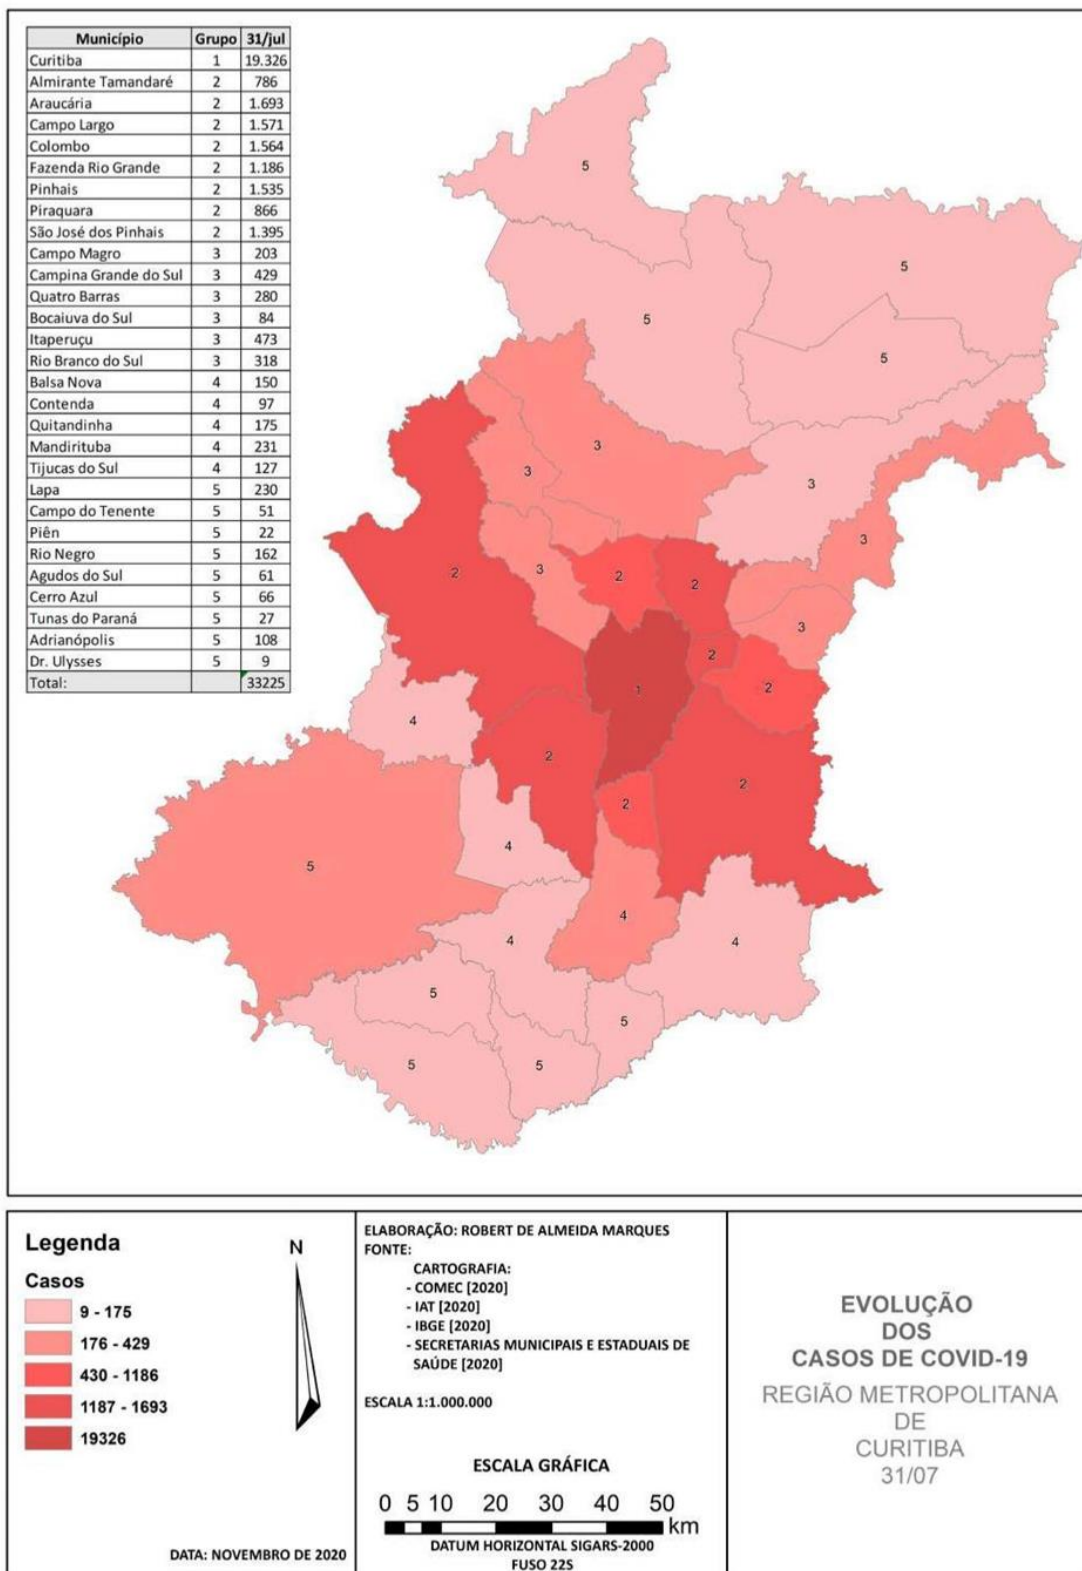 Município Grupo 31/jul
Curitiba 1 19.326
Almirante Tamandaré 2 786
Araucária 2 1.693
Campo Largo 2 1.571
Colombo 2 1.564
Fazenda Rio Grande 2 1.186
Pinhais 2 1.535
Piraquara 2 866
São José dos Pinhais 2 1.395
Campo Magro 3 203
Campina Grande do Sul 3 429
Quatro Barras 3 280
Bocaiuva do Sul 3 84
Itaperuçu 3 473
Rio Branco do Sul 3 318
Balsa Nova 4 150
Contenda 4 97
Quitandinha 4 175
Mandirituba 4 231
Tijucas do Sul 4 127
Lapa 5 230
Campo do Tenente 5 51
Piên 5 22
Rio Negro 5 162
Agudos do Sul 5 61
Cerro Azul 5 66
Tunas do Paraná 5 27
Adrianópolis 5 108
Dr. Ulysses 5 9
Total: 33225
5
5
5
5
3
3
3
3
2
3
2
2
3
2
2
1
4
2
2
2
4
5
4
4
4
5
5
5
5
Legenda
Casos
9 - 175
176 - 429
430 - 1186
1187 - 1693
19326
N
DATA: NOVEMBRO DE 2020
ELABORAÇÃO: ROBERT DE ALMEIDA MARQUES
FONTE:
CARTOGRAFIA:
- COMEC [2020]
- IAT [2020]
- IBGE [2020]
- SECRETARIAS MUNICIPAIS E ESTADUAIS DE
SAÚDE [2020]
ESCALA 1:1.000.000
ESCALA GRÁFICA
0 5 10 20 30 40 50
km
DATUM HORIZONTAL SIGARS-2000
FUSO 22S
EVOLUÇÃO
DOS
CASOS DE COVID-19
REGIÃO METROPOLITANA
DE
CURITIBA
31/07